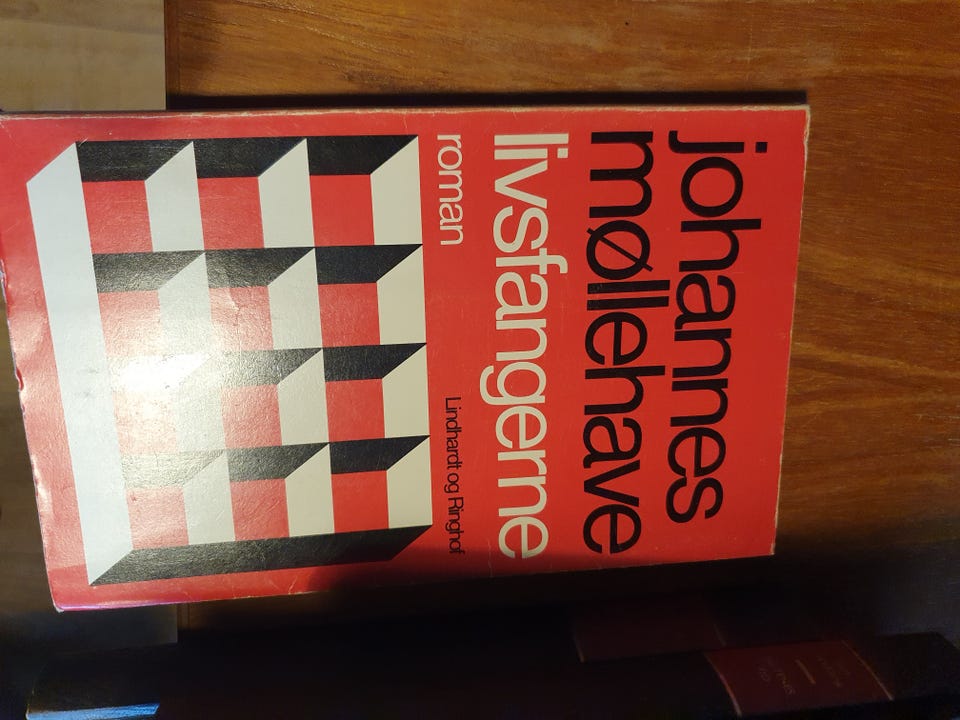 johannes
møllehave
livsfangerne
roman
Lindhardt og Ringhof